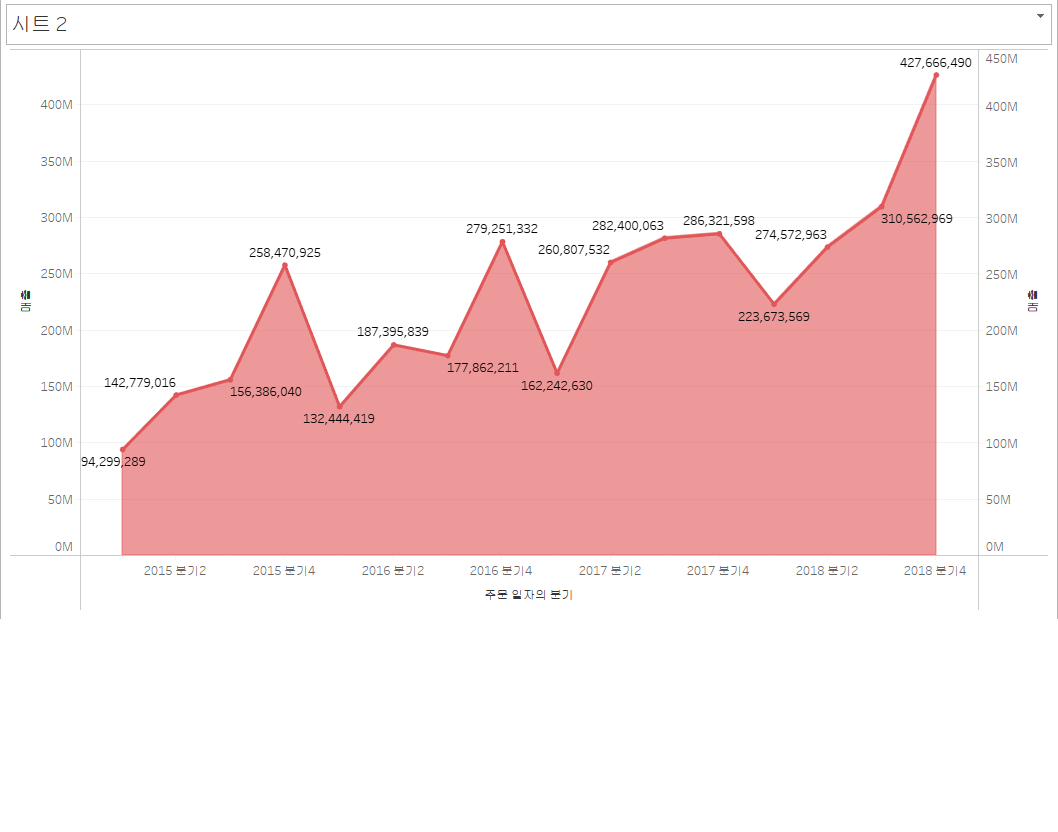 시트 2
427,666,490
450M
400M
400M
350M
350M
300M
300M
250M
250M
200M
200M
150M
150M
100M
100M
50M
50M
0M
0M
94,299,289
142,779,016
156,386,040
258,470,925
132,444,419
187,395,839
177,862,211
279,251,332
162,242,630
260,807,532
282,400,063
286,321,598
223,673,569
274,572,963
310,562,969
매출
매출
2015 분기2
2015 분기4
2016 분기2
2016 분기4
2017 분기2
2017 분기4
2018 분기2
2018 분기4
주문 일자의 분기